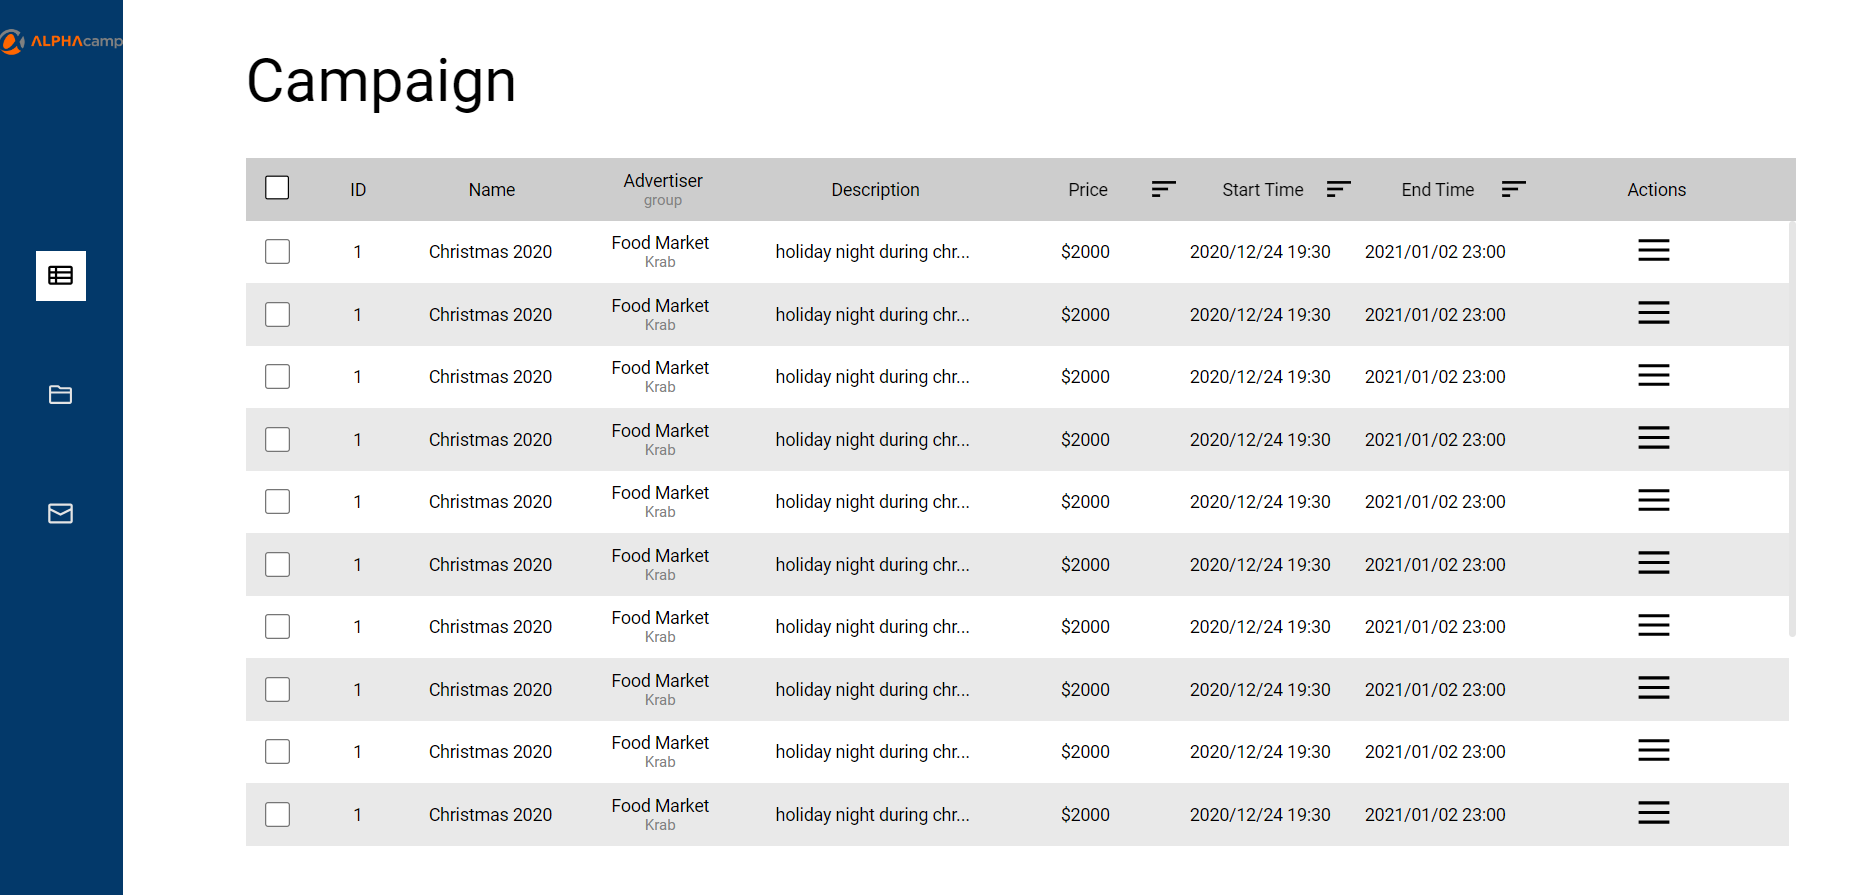 ALPHAcamp
Campaign
ID Name Advertiser Description Price Start Time End Time Actions
group
1 Christmas 2020 Food Market holiday night during chr... $2000 2020/12/24 19:30 2021/01/02 23:00
Krab
1 Christmas 2020 Food Market holiday night during chr... $2000 2020/12/24 19:30 2021/01/02 23:00
Krab
1 Christmas 2020 Food Market holiday night during chr... $2000 2020/12/24 19:30 2021/01/02 23:00
Krab
1 Christmas 2020 Food Market holiday night during chr... $2000 2020/12/24 19:30 2021/01/02 23:00
Krab
1 Christmas 2020 Food Market holiday night during chr... $2000 2020/12/24 19:30 2021/01/02 23:00
Krab
1 Christmas 2020 Food Market holiday night during chr... $2000 2020/12/24 19:30 2021/01/02 23:00
Krab
1 Christmas 2020 Food Market holiday night during chr... $2000 2020/12/24 19:30 2021/01/02 23:00
Krab
1 Christmas 2020 Food Market holiday night during chr... $2000 2020/12/24 19:30 2021/01/02 23:00
Krab
1 Christmas 2020 Food Market holiday night during chr... $2000 2020/12/24 19:30 2021/01/02 23:00
Krab
1 Christmas 2020 Food Market holiday night during chr... $2000 2020/12/24 19:30 2021/01/02 23:00
Krab